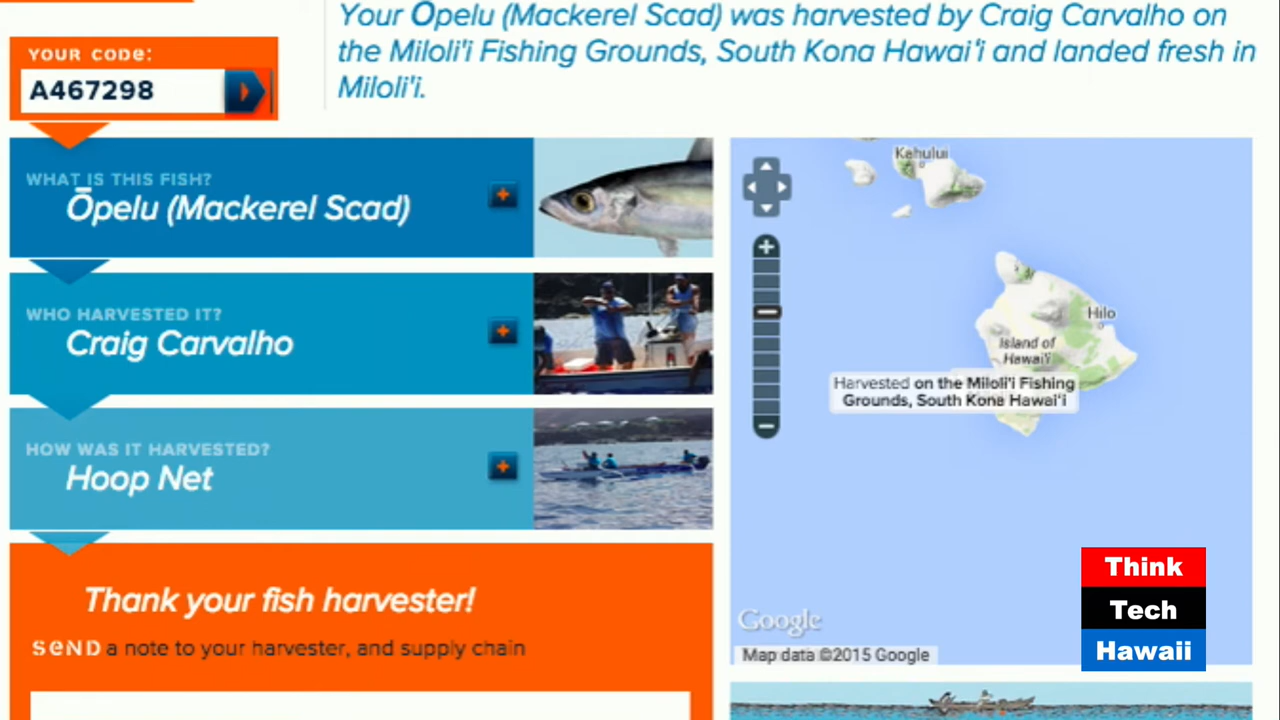 Your Ōpelu (Mackerel Scad) was harvested by Craig Carvalho on
the Miloli'i Fishing Grounds, South Kona Hawai'i and landed fresh in
Miloli'i.
YOUR CODE:
A467298
WHAT IS THIS FISH?
Ōpelu (Mackerel Scad)
WHO HARVESTED IT?
Craig Carvalho
HOW WAS IT HARVESTED?
Hoop Net
Thank your fish harvester!
SEND a note to your harvester, and supply chain
Kahului
Hilo
Island of
Hawai'i
Harvested on the Miloli'i Fishing
Grounds, South Kona Hawai'i
Google
Map data ©2015 Google
Think
Tech
Hawaii